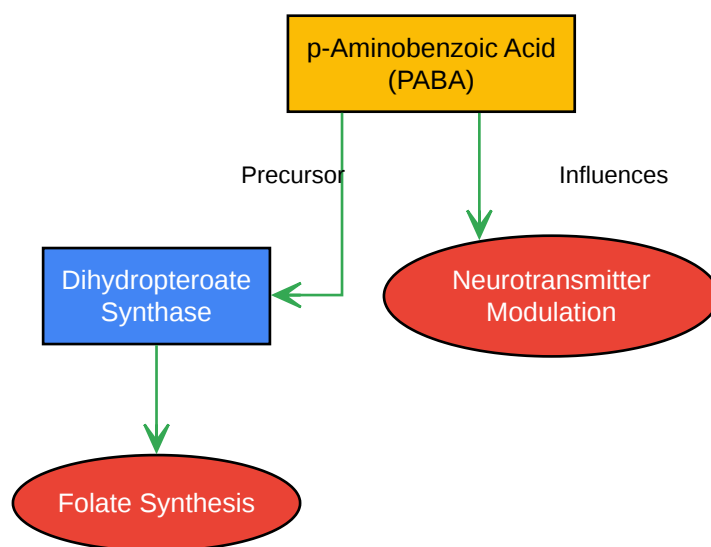 p-Aminobenzoic Acid
(PABA)
Precursor
Influences
Dihydropteroate
Synthase
Neurotransmitter
Modulation
Folate Synthesis